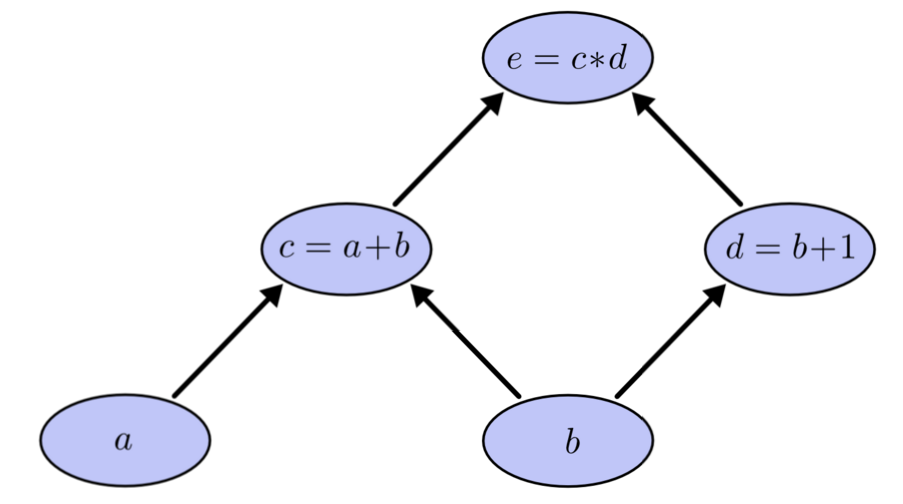 e = c*d
c = a+b
d = b+1
a
b